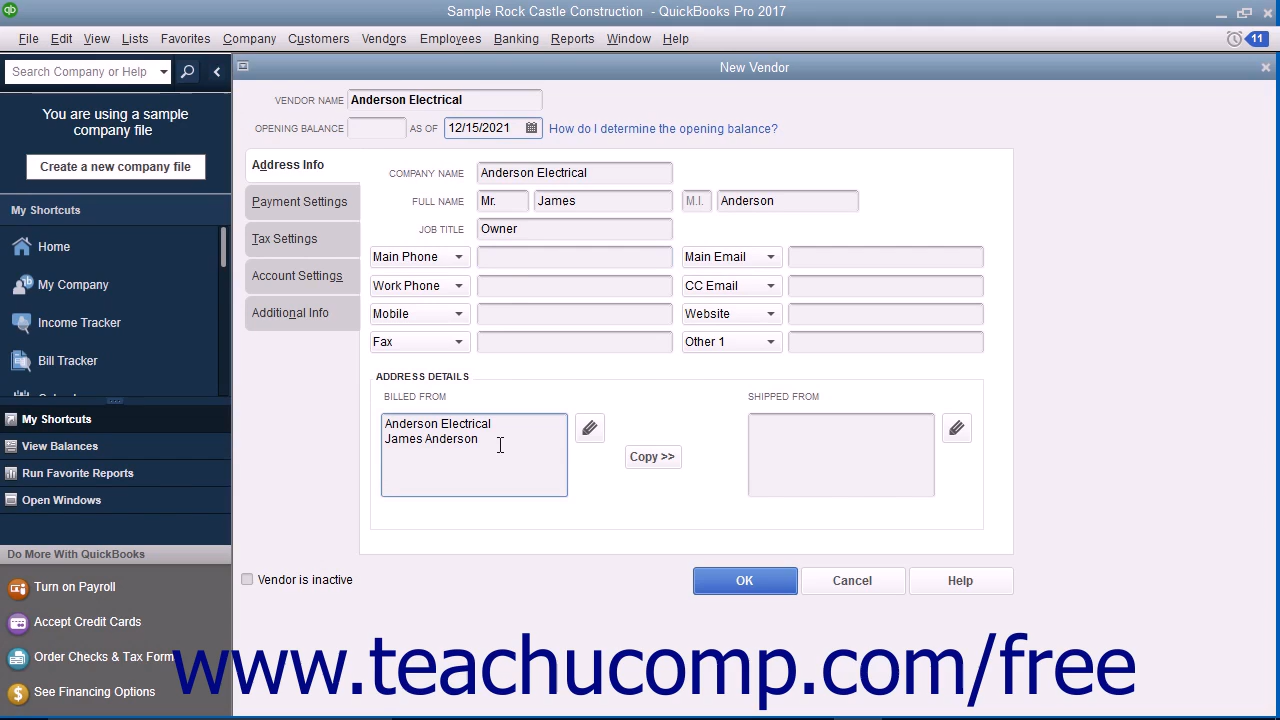 qb
Sample Rock Castle Construction - QuickBooks Pro 2017
File Edit View Lists Favorites Company Customers Vendors Employees Banking Reports Window Help 11
Search Company or Help
New Vendor
You are using a sample
company file
Create a new company file
My Shortcuts
Home
My Company
Income Tracker
Bill Tracker
My Shortcuts
View Balances
Run Favorite Reports
Open Windows
Do More With QuickBooks
Turn on Payroll
Accept Credit Cards
Order Checks & Tax Form
See Financing Options
VENDOR NAME Anderson Electrical
OPENING BALANCE AS OF 12/15/2021 How do I determine the opening balance?
Address Info
Payment Settings
Tax Settings
Account Settings
Additional Info
COMPANY NAME Anderson Electrical
FULL NAME Mr. James M.I. Anderson
JOB TITLE Owner
Main Phone Main Email
Work Phone CC Email
Mobile Website
Fax Other 1
ADDRESS DETAILS
BILLED FROM SHIPPED FROM
Anderson Electrical
James Anderson
Copy >>
Vendor is inactive
OK Cancel Help
www.teachucomp.com/free